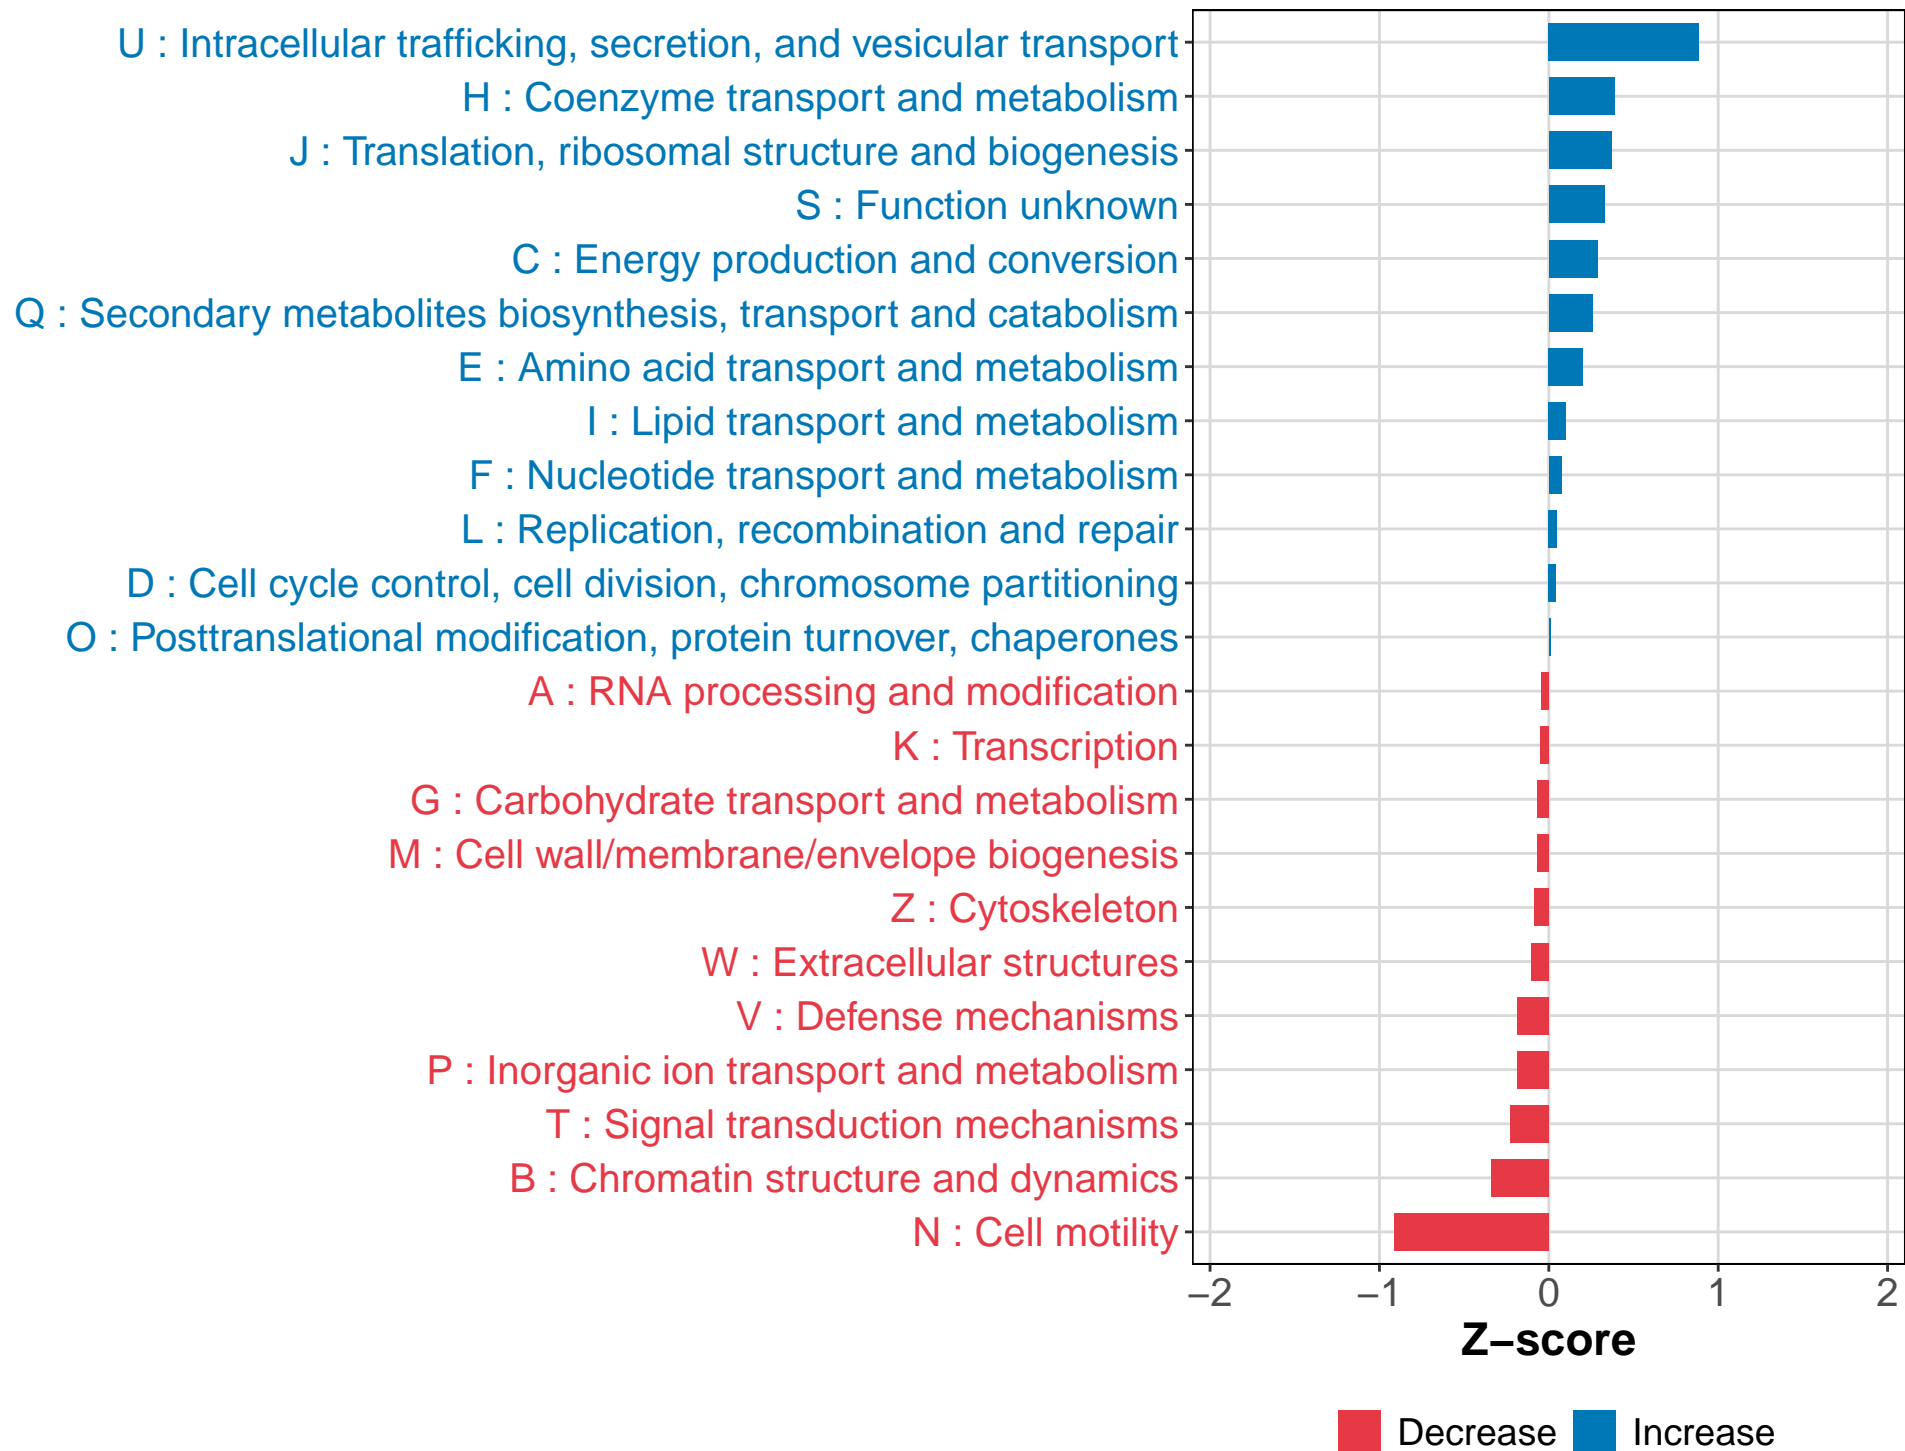 U : Intracellular trafficking, secretion, and vesicular transport
H : Coenzyme transport and metabolism
J : Translation, ribosomal structure and biogenesis
S : Function unknown
C : Energy production and conversion
Q : Secondary metabolites biosynthesis, transport and catabolism
E : Amino acid transport and metabolism
I : Lipid transport and metabolism
F : Nucleotide transport and metabolism
L : Replication, recombination and repair
D : Cell cycle control, cell division, chromosome partitioning
O : Posttranslational modification, protein turnover, chaperones
A : RNA processing and modification
K : Transcription
G : Carbohydrate transport and metabolism
M : Cell wall/membrane/envelope biogenesis
Z : Cytoskeleton
W : Extracellular structures
V : Defense mechanisms
P : Inorganic ion transport and metabolism
T : Signal transduction mechanisms
B : Chromatin structure and dynamics
N : Cell motility
−2 −1 0 1 2
Z−score
Decrease Increase